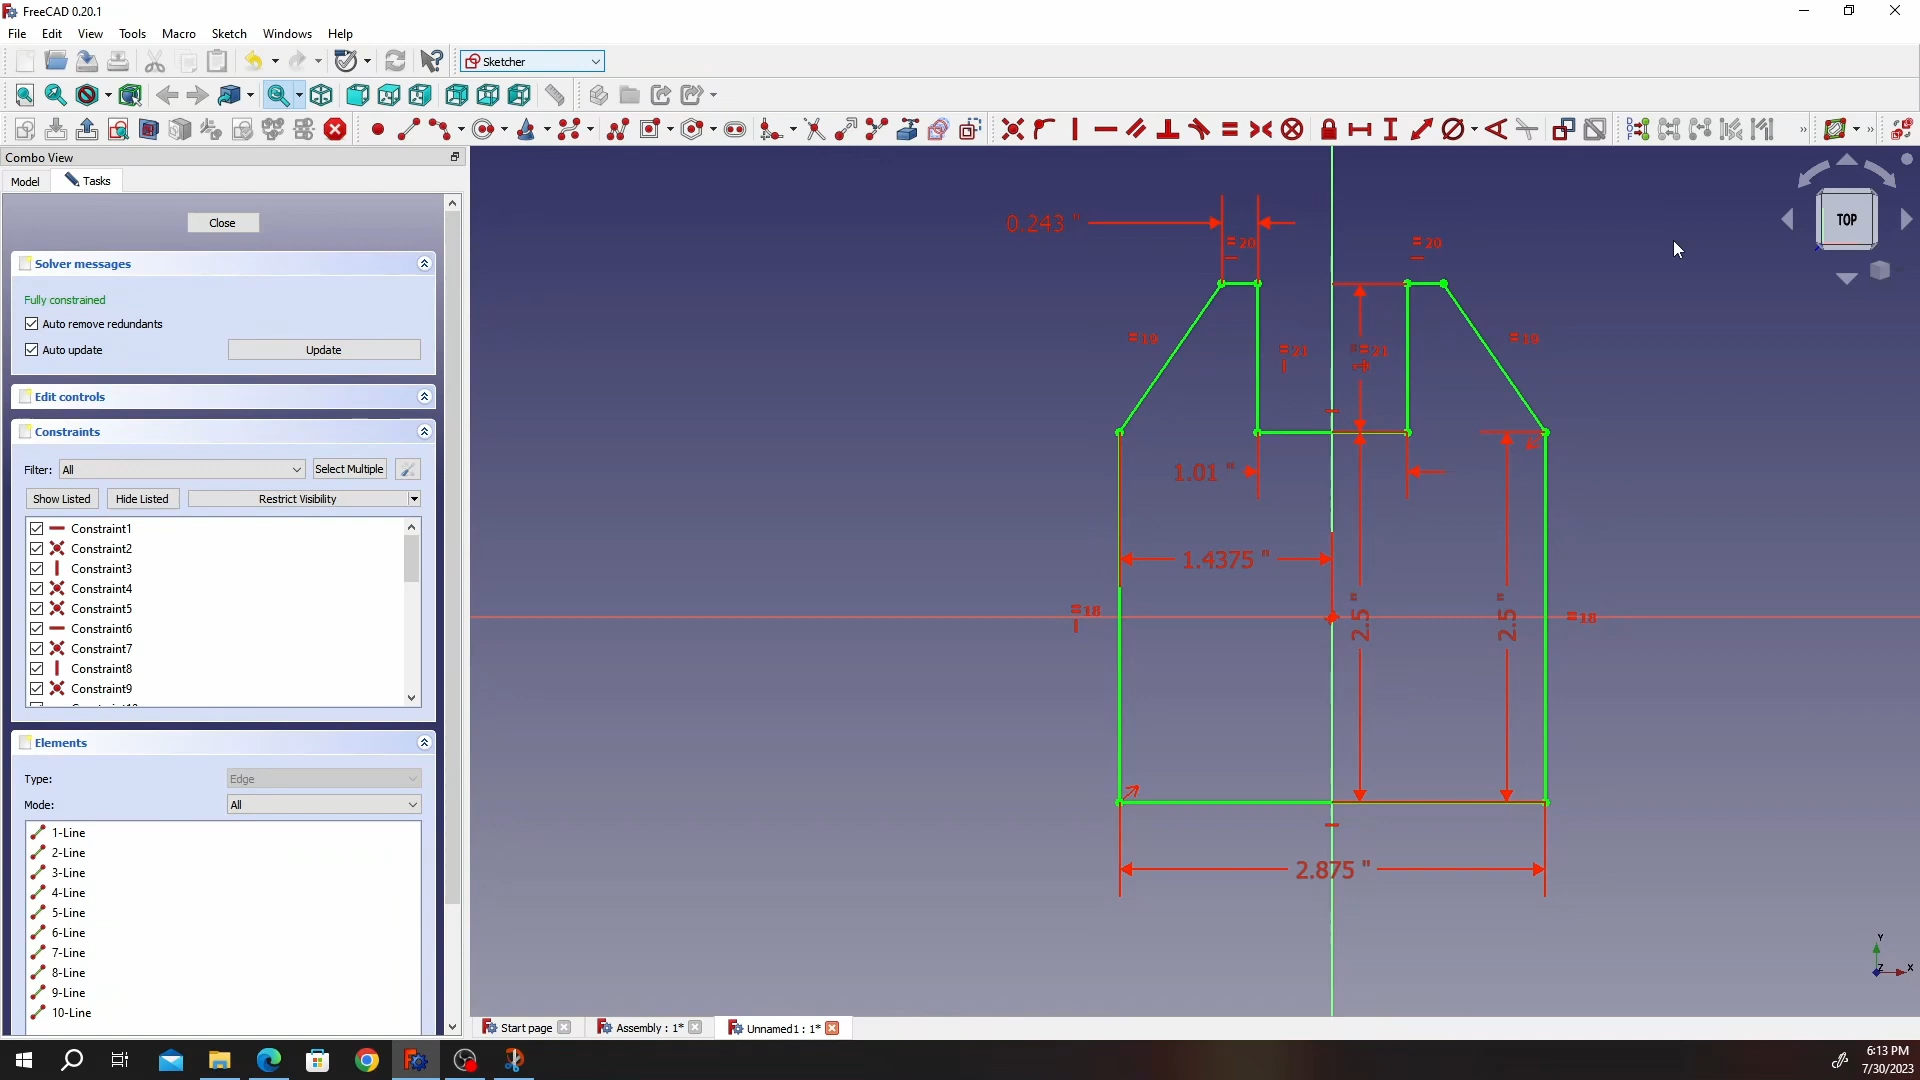 FreeCAD 0.20.1
File Edit View Tools Macro Sketch Windows Help
Sketcher
Combo View
Model Tasks
Close
Solver messages
Fully constrained
Auto remove redundants
Auto update Update
Edit controls
Constraints
Filter: All Select Multiple
Show Listed Hide Listed Restrict Visibility
Constraint1
Constraint2
Constraint3
Constraint4
Constraint5
Constraint6
Constraint7
Constraint8
Constraint9
Elements
Type: Edge
Mode: All
1-Line
2-Line
3-Line
4-Line
5-Line
6-Line
7-Line
8-Line
9-Line
10-Line
TOP
0.243 "
20
20
19
19
21
21
1.01 "
1.4375 "
18
2.5 "
2.5 "
18
2.875 "
Y
Z
X
Start page Assembly : 1* Unnamed1 : 1*
6:13 PM
7/30/2023